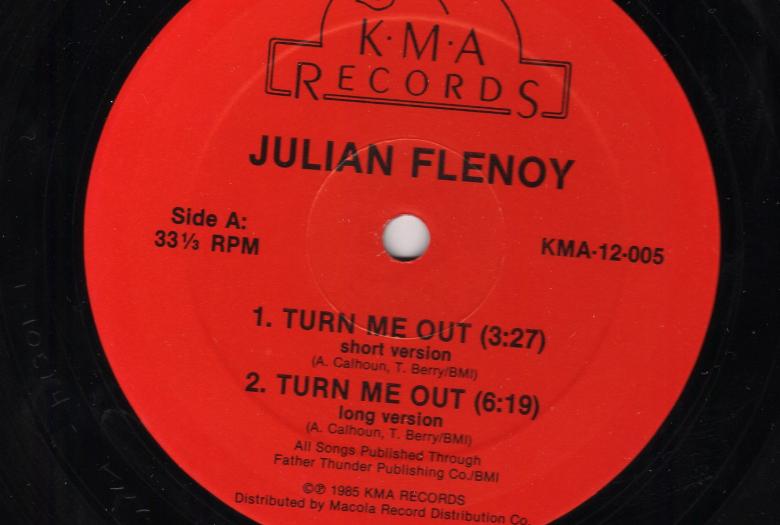 K·M·A
RECORDS
JULIAN FLENOY
Side A:
33⅓ RPM
KMA-12-005
1. TURN ME OUT (3:27)
short version
(A. Calhoun, T. Berry/BMI)
2. TURN ME OUT (6:19)
long version
(A. Calhoun, T. Berry/BMI)
All Songs Published Through
Father Thunder Publishing Co./BMI
©℗ 1985 KMA RECORDS
Distributed by Macola Record Distribution Co.